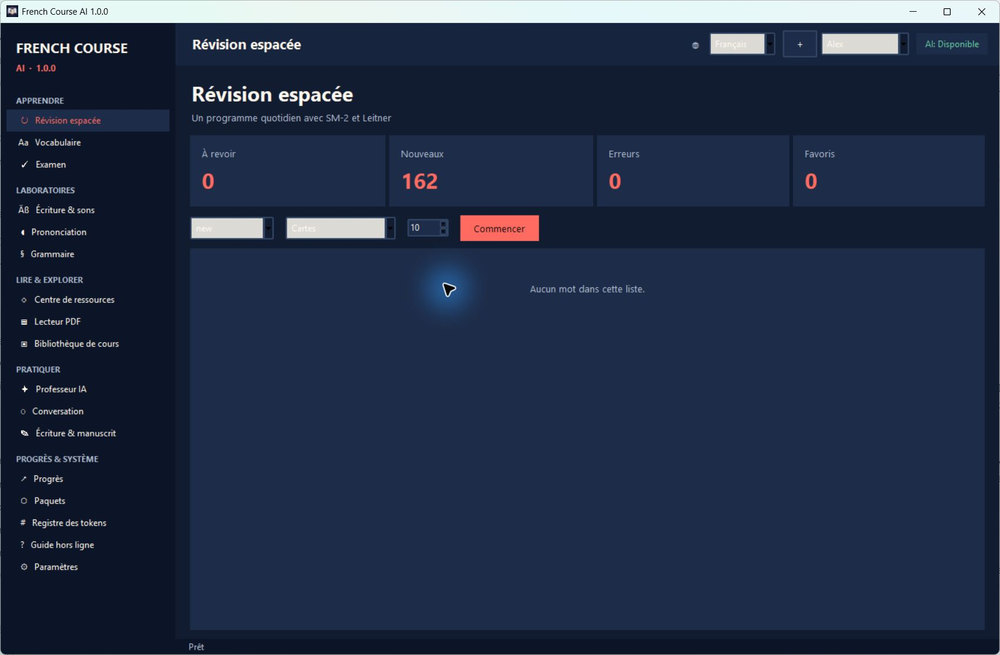 French Course AI 1.0.0
FRENCH COURSE
AI · 1.0.0
APPRENDRE
Révision espacée
Aa Vocabulaire
✓ Examen
LABORATOIRES
Äß Écriture & sons
Prononciation
§ Grammaire
LIRE & EXPLORER
Centre de ressources
Lecteur PDF
Bibliothèque de cours
PRATIQUER
Professeur IA
Conversation
Écriture & manuscrit
PROGRÈS & SYSTÈME
Progrès
Paquets
# Registre des tokens
? Guide hors ligne
Paramètres
Révision espacée
Français
+
Alex
AI: Disponible
Révision espacée
Un programme quotidien avec SM-2 et Leitner
À revoir
0
Nouveaux
162
Erreurs
0
Favoris
0
new
Cartes
10
Commencer
Aucun mot dans cette liste.
Prêt